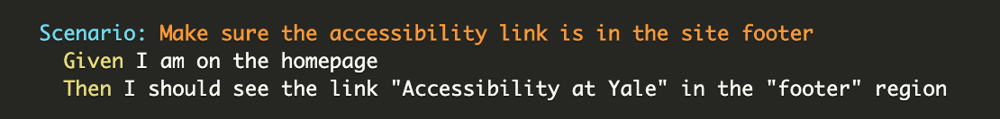 Scenario: Make sure the accessibility link is in the site footer
Given I am on the homepage
Then I should see the link "Accessibility at Yale" in the "footer" region